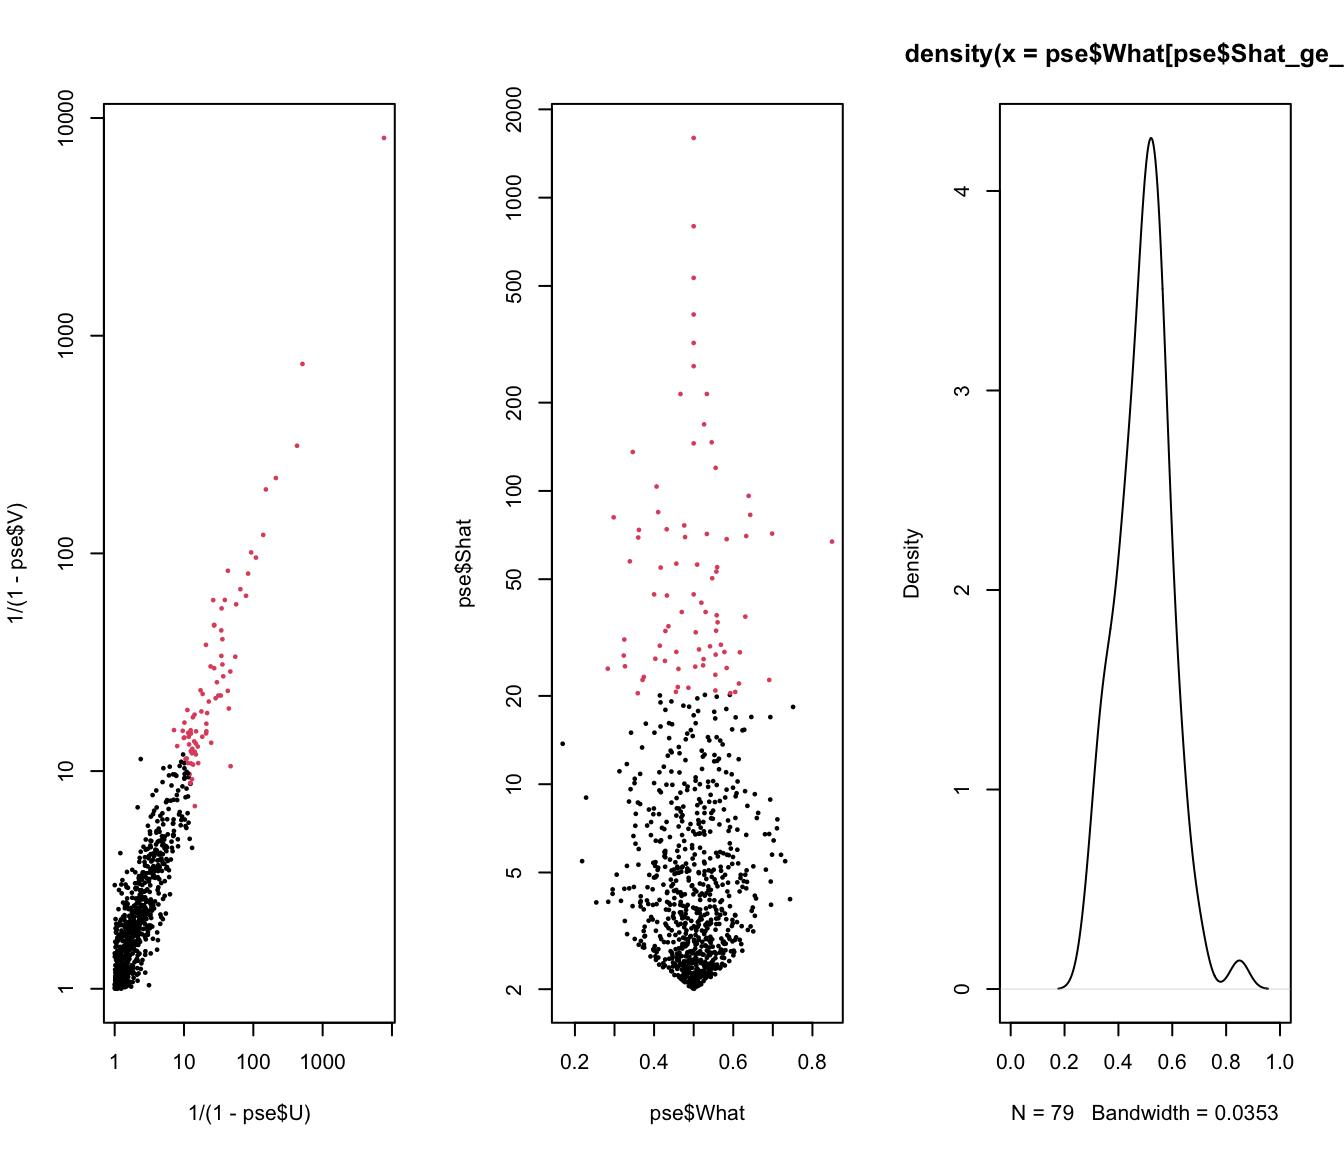 density(x = pse$What[pse$Shat_ge_
1/(1 - pse$V)
10000
1000
100
10
1
1 10 100 1000
1/(1 - pse$U)
pse$Shat
2000
1000
500
200
100
50
20
10
5
2
0.2 0.4 0.6 0.8
pse$What
Density
4
3
2
1
0
0.0 0.2 0.4 0.6 0.8 1.0
N = 79 Bandwidth = 0.0353